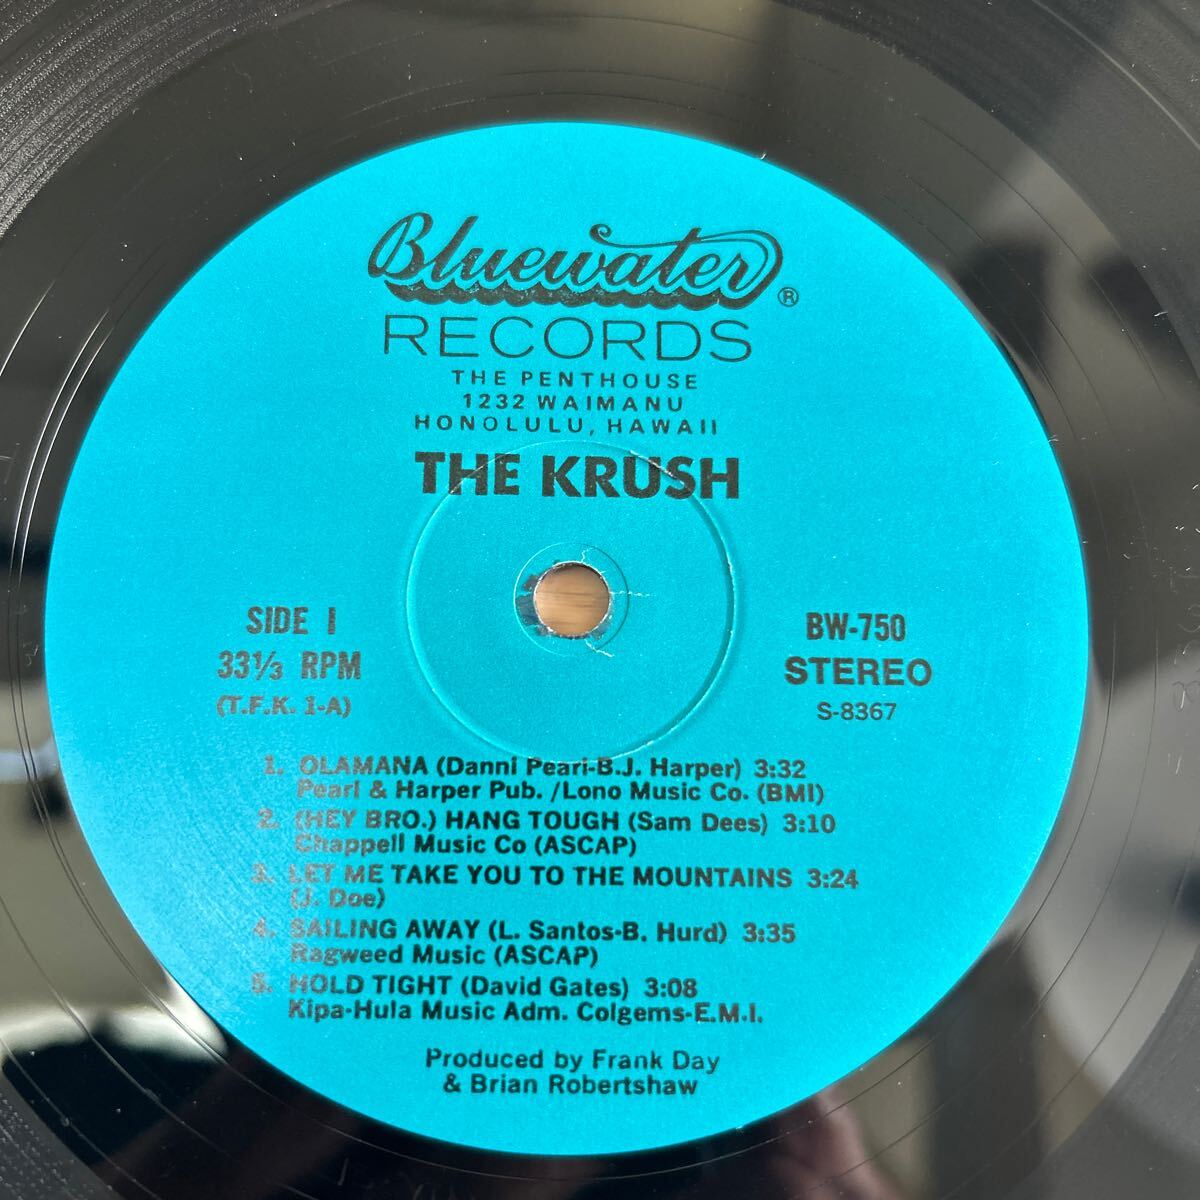 Bluewater ®
RECORDS
THE PENTHOUSE
1232 WAIMANU
HONOLULU, HAWAII
THE KRUSH
SIDE I
33⅓ RPM
(T.F.K. 1-A)
BW-750
STEREO
S-8367
1. OLAMANA (Danni Pearl-B.J. Harper) 3:32
Pearl & Harper Pub. /Lono Music Co. (BMI)
2. (HEY BRO.) HANG TOUGH (Sam Dees) 3:10
Chappell Music Co (ASCAP)
3. LET ME TAKE YOU TO THE MOUNTAINS 3:24
(J. Doe)
4. SAILING AWAY (L. Santos-B. Hurd) 3:35
Ragweed Music (ASCAP)
5. HOLD TIGHT (David Gates) 3:08
Kipa-Hula Music Adm. Colgems-E.M.I.
Produced by Frank Day
& Brian Robertshaw